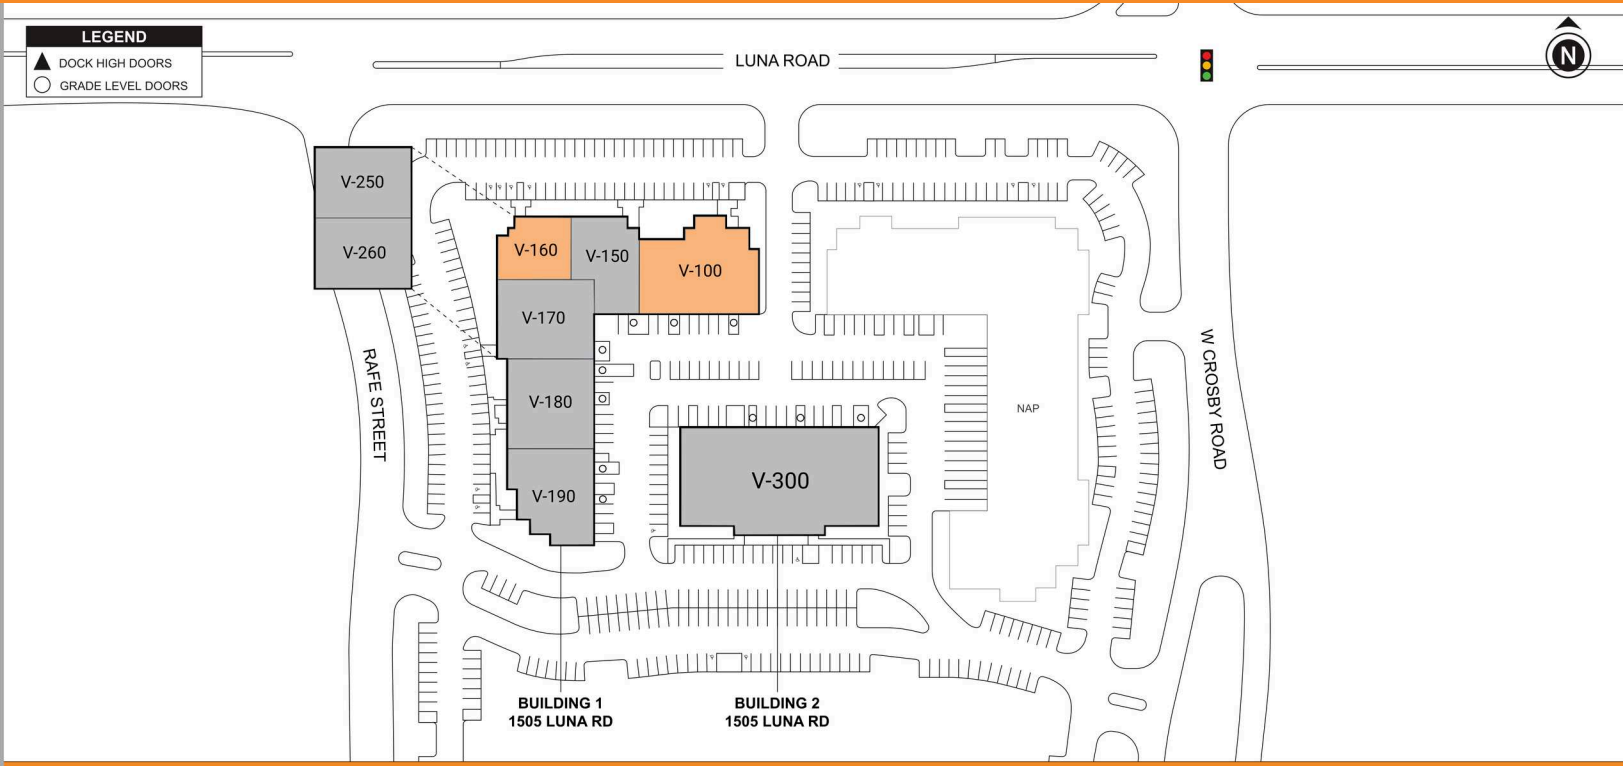 LEGEND
DOCK HIGH DOORS
GRADE LEVEL DOORS
LUNA ROAD
N
V-250
V-260
V-160
V-150
V-100
V-170
V-180
V-190
V-300
NAP
RAFE STREET
W CROSBY ROAD
BUILDING 1
1505 LUNA RD
BUILDING 2
1505 LUNA RD